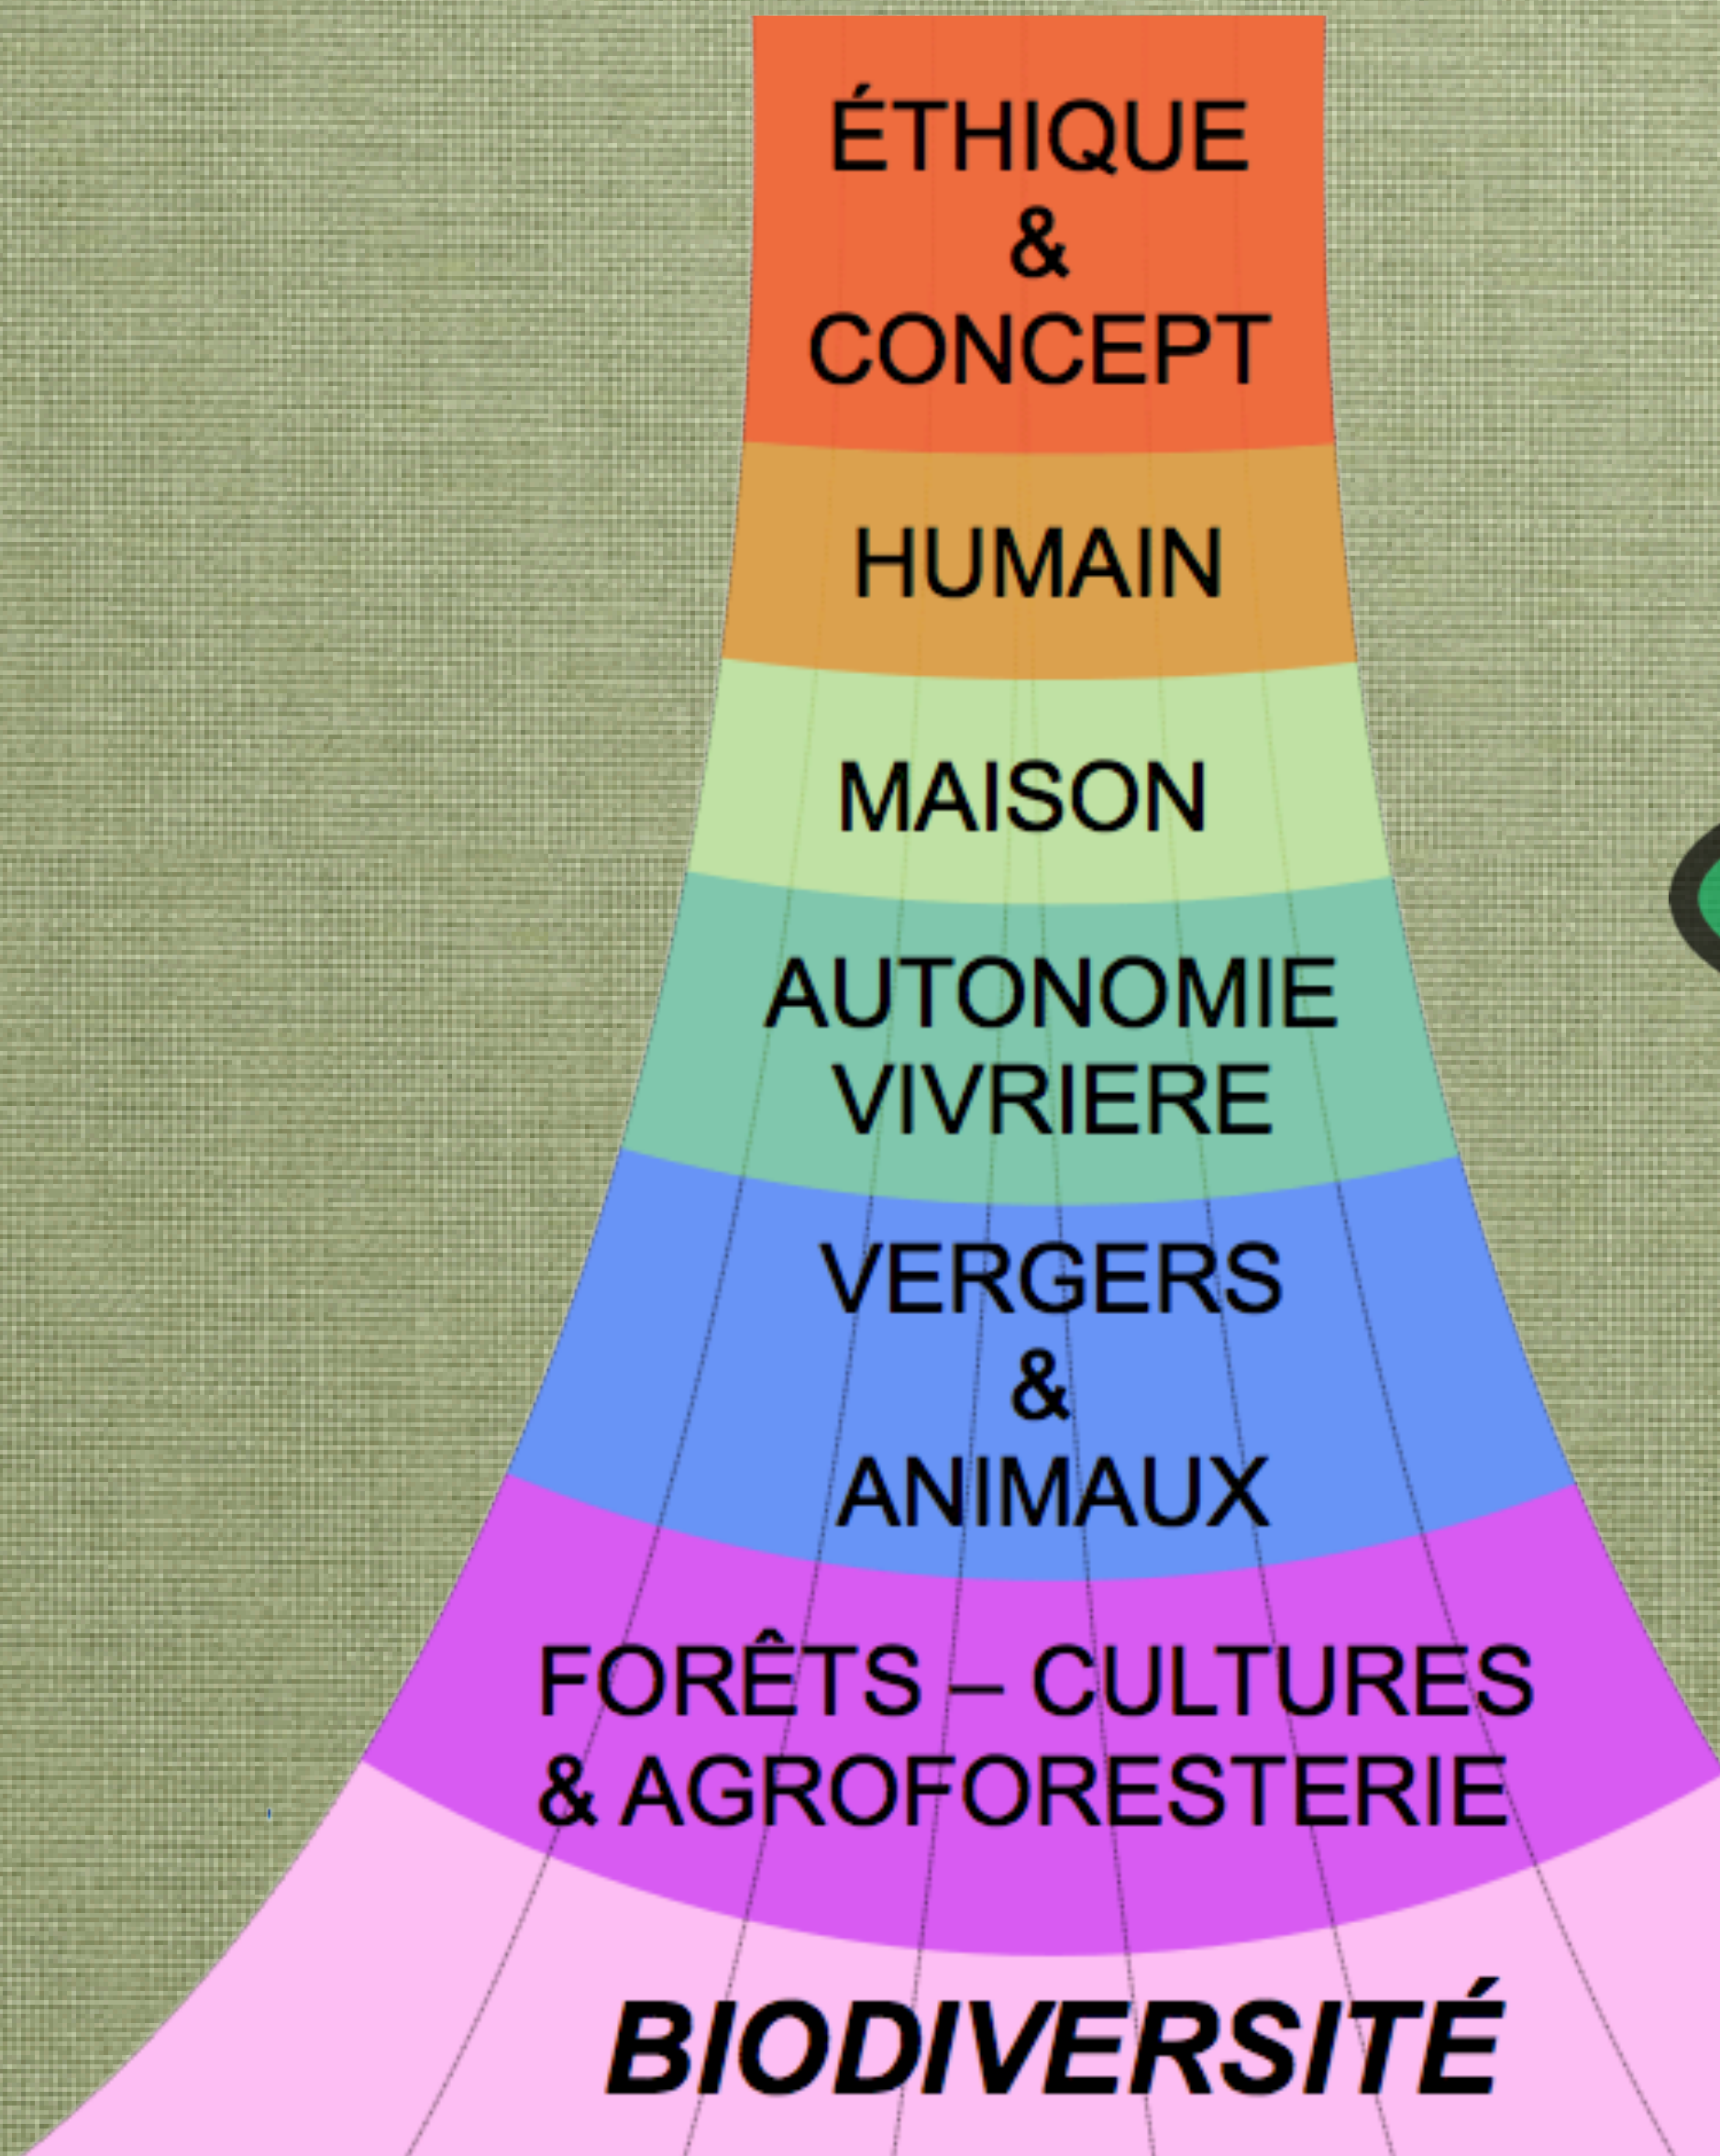 ÉTHIQUE
&
CONCEPT
HUMAIN
MAISON
AUTONOMIE
VIVRIERE
VERGERS
&
ANIMAUX
FORÊTS – CULTURES
& AGROFORESTERIE
BIODIVERSITÉ